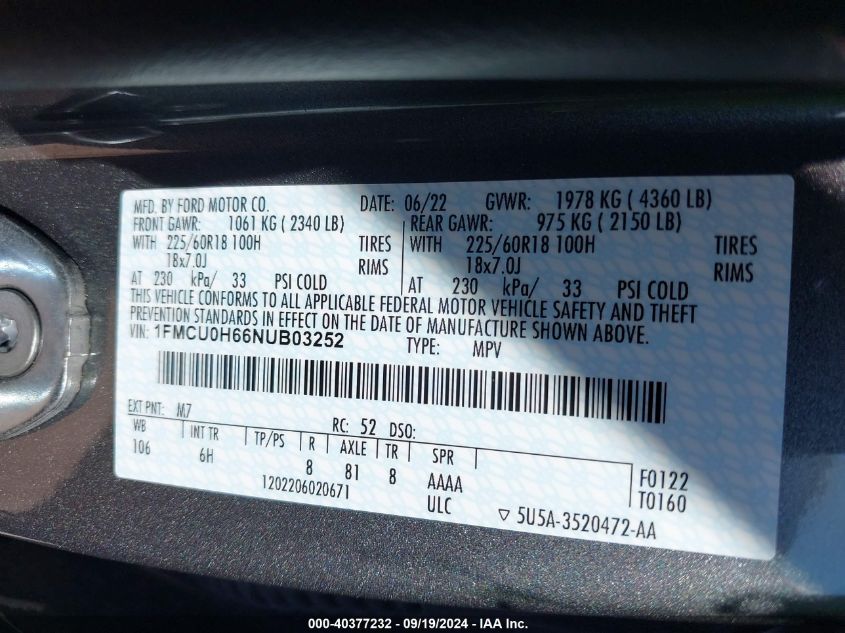 MFD. BY FORD MOTOR CO. DATE: 06/22 GVWR: 1978 KG ( 4360 LB)
FRONT GAWR: 1061 KG ( 2340 LB) REAR GAWR: 975 KG ( 2150 LB)
WITH 225/60R18 100H TIRES WITH 225/60R18 100H TIRES
18x7.0J RIMS 18x7.0J RIMS
AT 230 kPa/ 33 PSI COLD AT 230 kPa/ 33 PSI COLD
THIS VEHICLE CONFORMS TO ALL APPLICABLE FEDERAL MOTOR VEHICLE SAFETY AND THEFT
PREVENTION STANDARDS IN EFFECT ON THE DATE OF MANUFACTURE SHOWN ABOVE.
VIN: 1FMCU0H66NUB03252 TYPE: MPV
EXT PNT: M7 RC: 52 DSO:
WB INT TR TP/PS R AXLE TR SPR
106 6H 8 81 8 AAAA F0122
1202206020671 ULC T0160
▽ 5U5A-3520472-AA
000-40377232 - 09/19/2024 - IAA Inc.